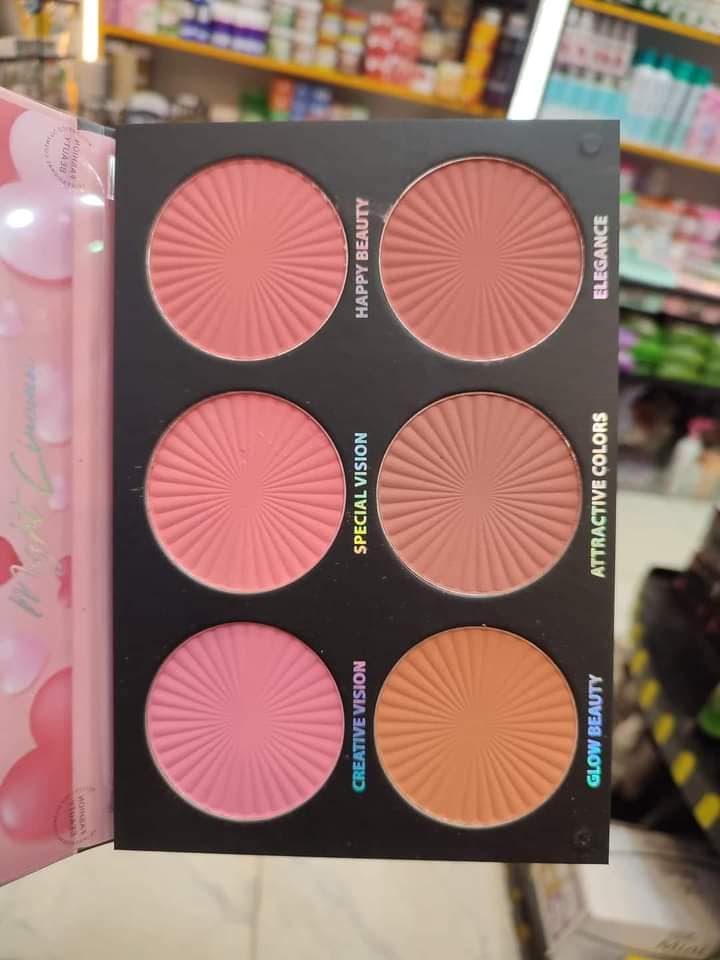 HAPPY BEAUTY
ELEGANCE
SPECIAL VISION
ATTRACTIVE COLORS
CREATIVE VISION
GLOW BEAUTY